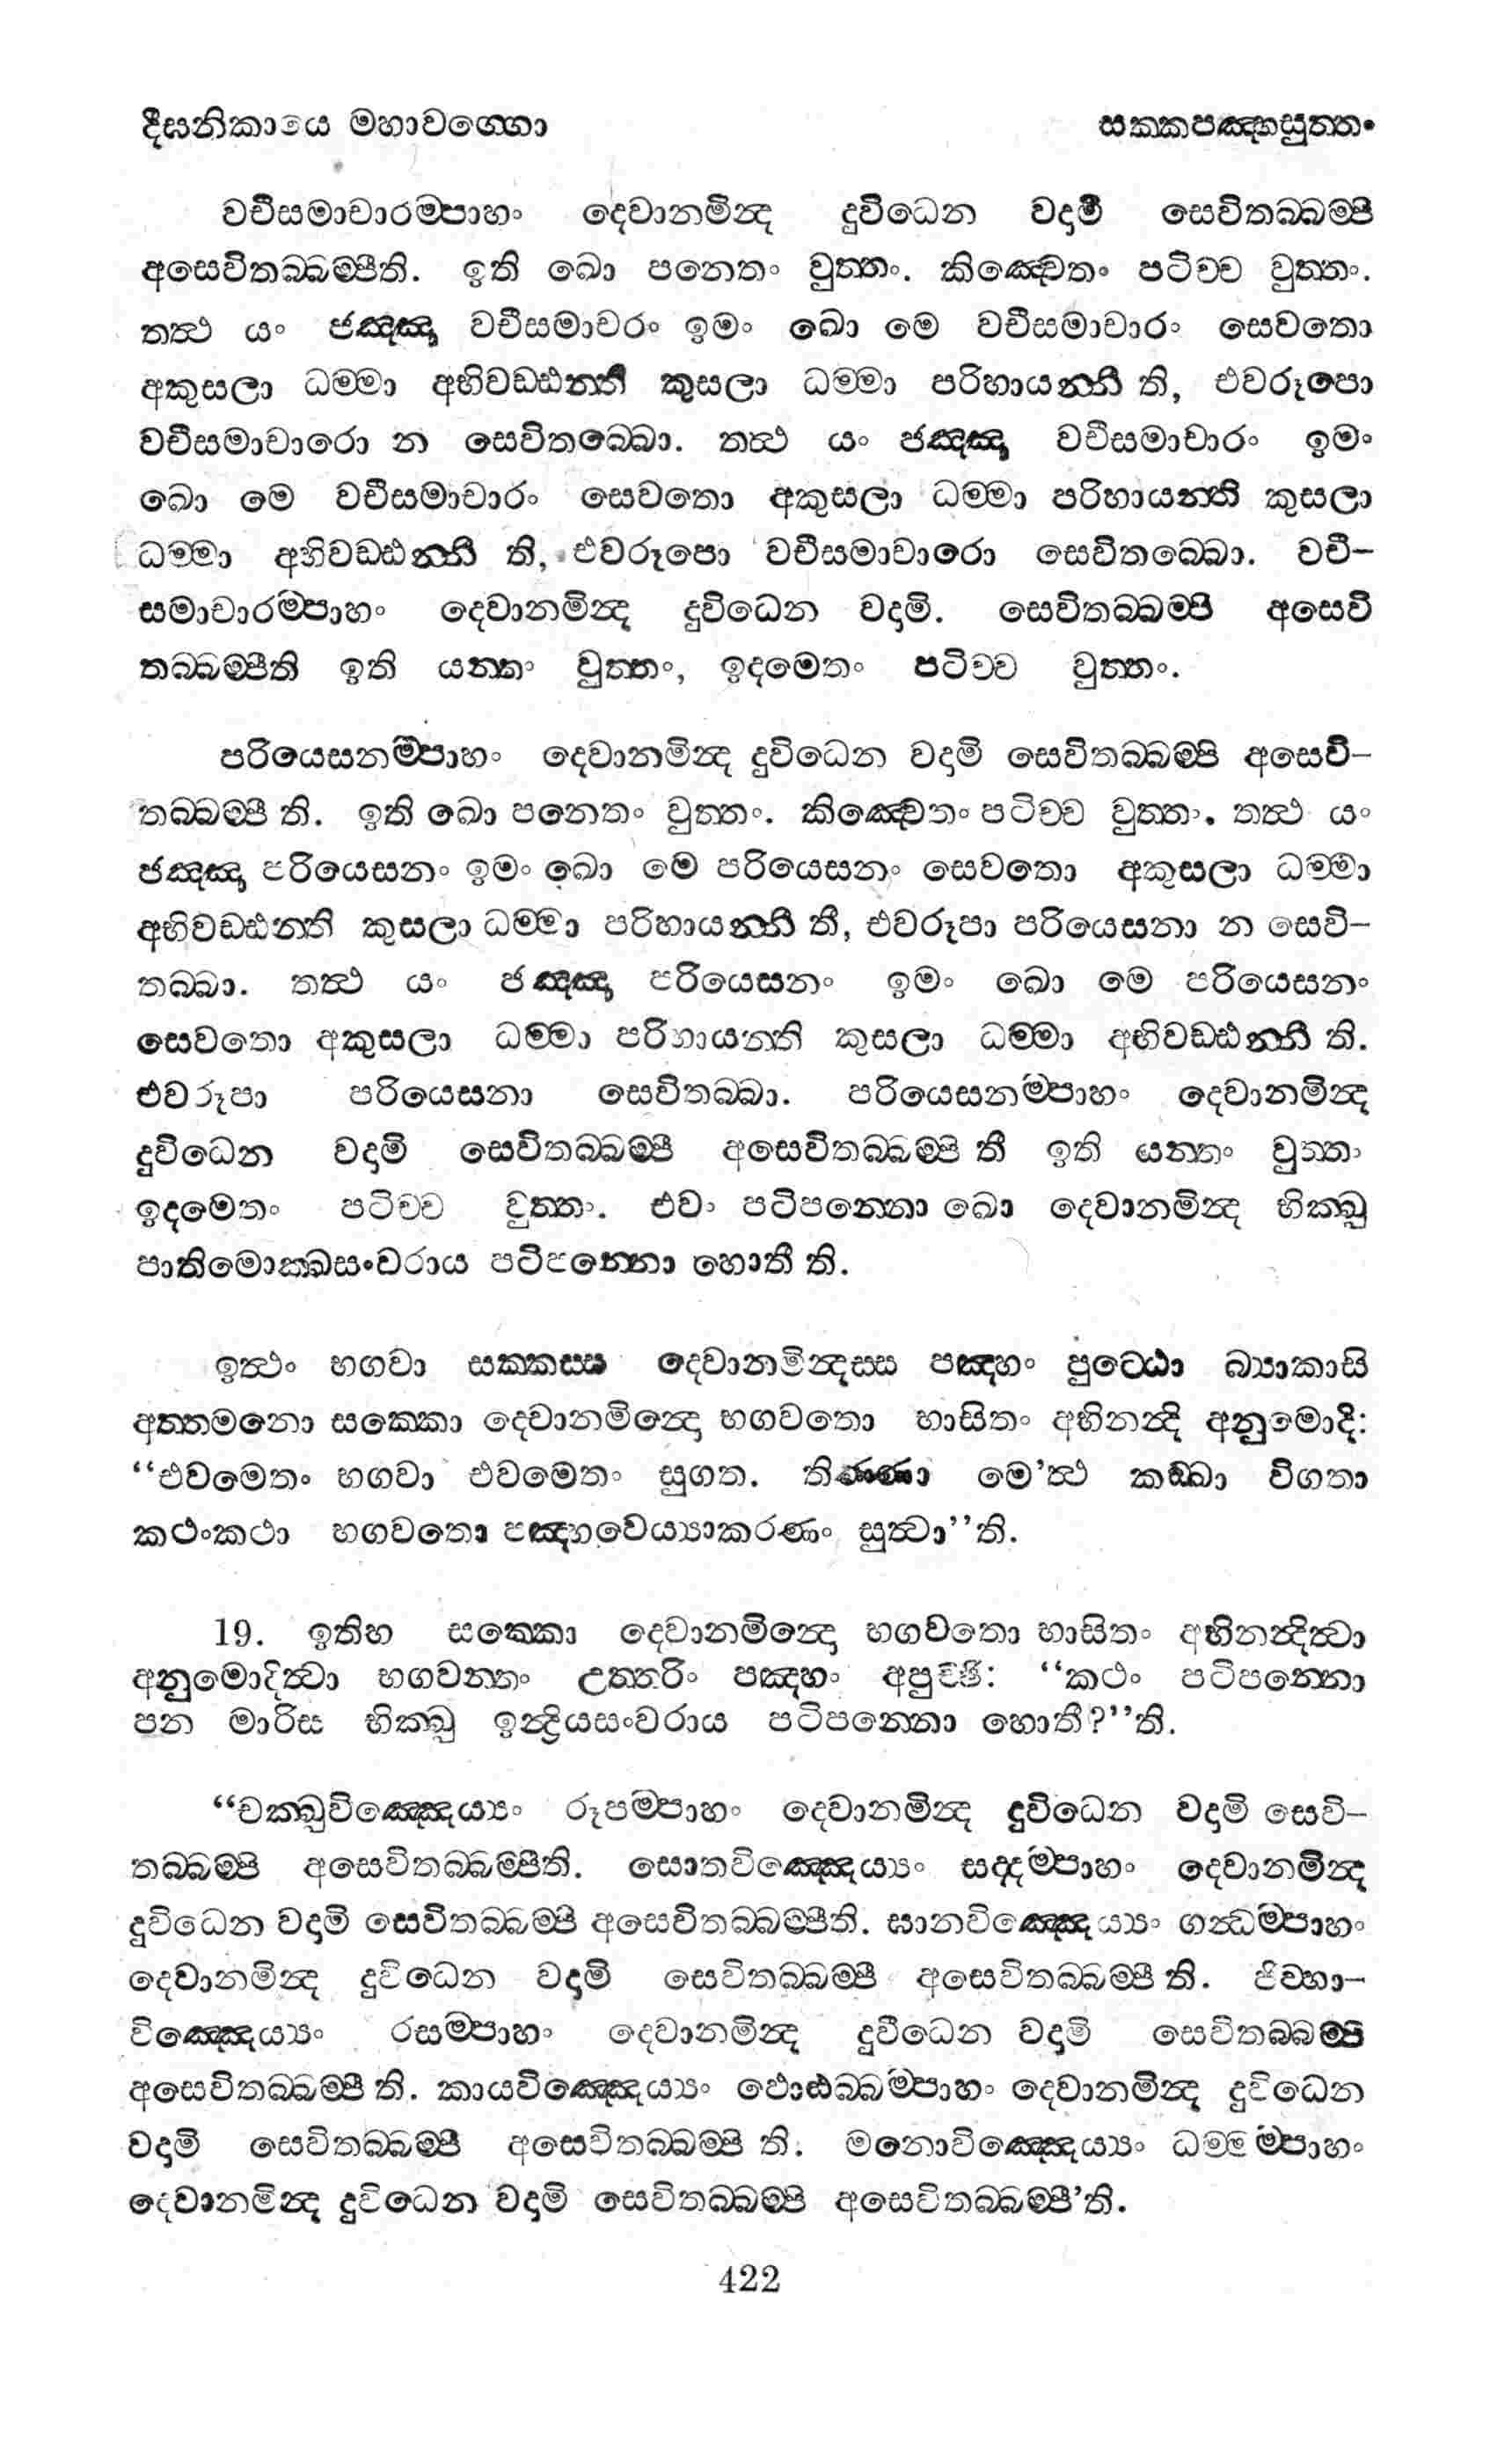 දීඝනිකායෙ මහාවග්ගො සක්කපඤ්හසුත්තං
වචීසමාචාරම්පාහං දෙවානමින්ද දුවිධෙන වදාමි සෙවිතබ්බම්පි
අසෙවිතබ්බම්පීති. ඉති ඛො පනෙතං වුත්තං. කිඤ්චෙතං පටිච්ච වුත්තං.
තත්ථ යං ජඤ්ඤා වචීසමාචරං ඉමං ඛො මෙ වචීසමාචාරං සෙවතො
අකුසලා ධම්මා අභිවඩ්ඪන්ති කුසලා ධම්මා පරිහායන්තී ති, එවරූපො
වචීසමාචාරො න සෙවිතබ්බො. තත්ථ යං ජඤ්ඤා වචීසමාචාරං ඉමං
ඛො මෙ වචීසමාචාරං සෙවතො අකුසලා ධම්මා පරිහායන්ති කුසලා
ධම්මා අභිවඩ්ඪන්තී ති, එවරූපො වචීසමාචාරො සෙවිතබ්බො. වචී–
සමාචාරම්පාහං දෙවානමින්ද දුවිධෙන වදාමි. සෙවිතබ්බම්පි අසෙවි
තබ්බම්පීති ඉති යන්තං වුත්තං, ඉදමෙතං පටිච්ච වුත්තං.
පරියෙසනම්පාහං දෙවානමින්ද දුවිධෙන වදාමි සෙවිතබ්බම්පි අසෙවි–
තබ්බම්පී ති. ඉති ඛො පනෙතං වුත්තං. කිඤ්චෙතං පටිච්ච වුත්තං. තත්ථ යං
ජඤ්ඤා පරියෙසනං ඉමං ඛො මෙ පරියෙසනං සෙවතො අකුසලා ධම්මා
අභිවඩ්ඪන්ති කුසලා ධම්මා පරිහායන්තී තී, එවරූපා පරියෙසනා න සෙවි–
තබ්බා. තත්ථ යං ජඤ්ඤා පරියෙසනං ඉමං ඛො මෙ පරියෙසනං
සෙවතො අකුසලා ධම්මා පරිහායන්ති කුසලා ධම්මා අභිවඩ්ඪන්තී ති.
එවරූපා පරියෙසනා සෙවිතබ්බා. පරියෙසනම්පාහං දෙවානමින්ද
දුවිධෙන වදාමි සෙවිතබ්බම්පී අසෙවිතබ්බම්පි තී ඉති යන්තං වුත්තං
ඉදමෙතං පටිච්ච වුත්තං. එවං පටිපන්නො ඛො දෙවානමින්ද භික්ඛු
පාතිමොක්ඛසංවරාය පටිපන්නො හොතී ති.
ඉත්ථං භගවා සක්කස්ස දෙවානමින්දස්ස පඤ්හං පුට්ඨො බ්‍යාකාසි
අත්තමනො සක්කො දෙවානමින්දො භගවතො භාසිතං අභිනන්දි අනුමොදි:
“එවමෙතං භගවා එවමෙතං සුගත. තිණ්ණා මෙ’ත්ථ කඞ්ඛා විගතා
කථංකථා භගවතො පඤ්හවෙය්‍යාකරණං සුත්වා”ති.
19. ඉතිහ සක්කො දෙවානමින්දො භගවතො භාසිතං අභිනන්දිත්වා
අනුමොදිත්වා භගවන්තං උත්තරිං පඤ්හං අපුච්ඡි: “කථං පටිපන්නො
පන මාරිස භික්ඛු ඉන්ද්‍රියසංවරාය පටිපන්නො හොතී?”ති.
“චක්ඛුවිඤ්ඤෙය්‍යං රූපම්පාහං දෙවානමින්ද දුවිධෙන වදාමි සෙවි–
තබ්බම්පි අසෙවිතබ්බම්පීති. සොතවිඤ්ඤෙය්‍යං සද්දම්පාහං දෙවානමින්ද
දුවිධෙන වදාමි සෙවිතබ්බම්පි අසෙවිතබ්බම්පීති. ඝානවිඤ්ඤෙය්‍යං ගන්ධම්පාහං
දෙවානමින්ද දුවිධෙන වදාමි සෙවිතබ්බම්පී අසෙවිතබ්බම්පී ති. ජිව්හා–
විඤ්ඤෙය්‍යං රසම්පාහං දෙවානමින්ද දුවිධෙන වදාමි සෙවිතබ්බම්පි
අසෙවිතබ්බම්පී ති. කායවිඤ්ඤෙය්‍යං ඵොඪබ්බම්පාහං දෙවානමින්ද දුවිධෙන
වදාමි සෙවිතබ්බම්පී අසෙවිතබ්බම්පි ති. මනොවිඤ්ඤෙය්‍යං ධම්මම්පාහං
දෙවානමින්ද දුවිධෙන වදාමි සෙවිතබ්බම්පි අසෙවිතබ්බම්පී’ති.
422